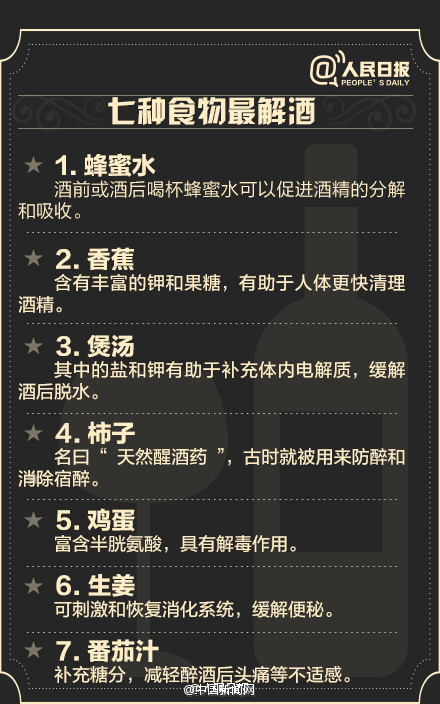 @人民日报
PEOPLE'S DAILY
七种食物最解酒
★ 1. 蜂蜜水
酒前或酒后喝杯蜂蜜水可以促进酒精的分解
和吸收。
★ 2. 香蕉
含有丰富的钾和果糖，有助于人体更快清理
酒精。
★ 3. 煲汤
其中的盐和钾有助于补充体内电解质，缓解
酒后脱水。
★ 4. 柿子
名曰“ 天然醒酒药 ”，古时就被用来防醉和
消除宿醉。
★ 5. 鸡蛋
富含半胱氨酸，具有解毒作用。
★ 6. 生姜
可刺激和恢复消化系统，缓解便秘。
★ 7. 番茄汁
补充糖分，减轻醉酒后头痛等不适感。
@中国新闻网